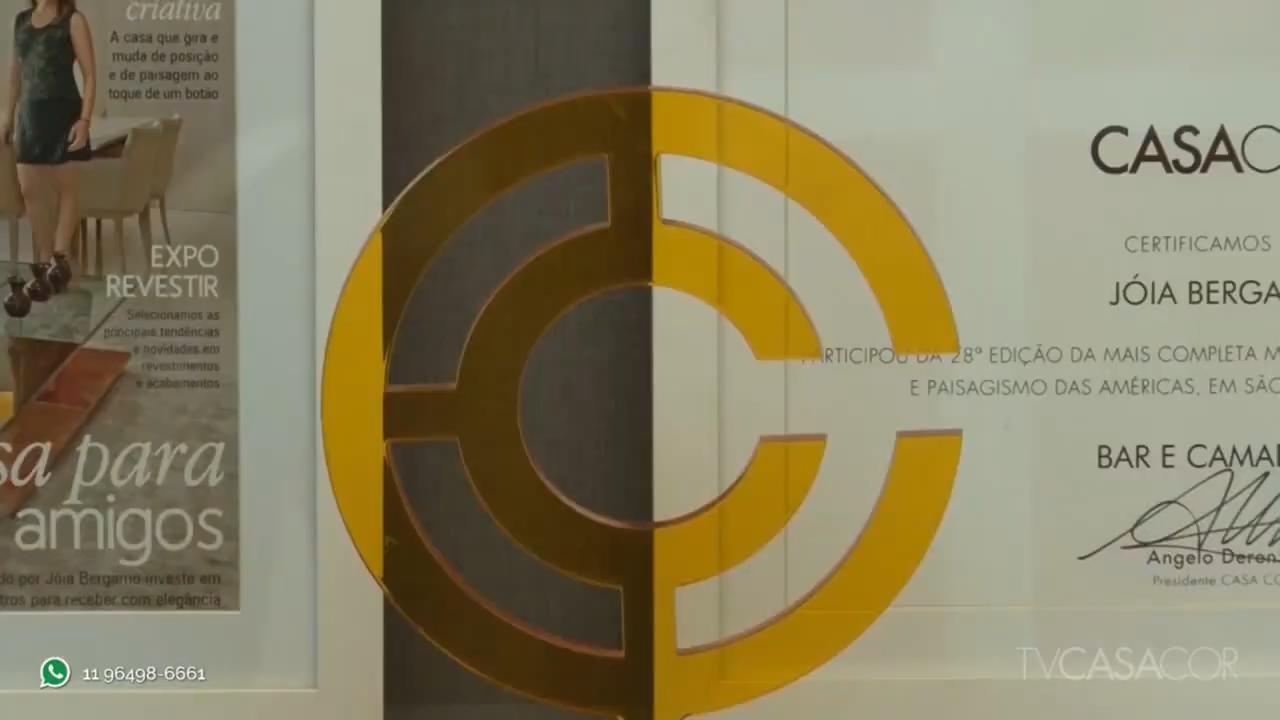 criativa
A casa que gira e
muda de posição
e de paisagem ao
toque de um botão
EXPO
REVESTIR
Selecionamos as
principais tendências
e novidades em
revestimentos
e acabamentos
sa para
amigos
do por Jóia Bergamo investe em
tros para receber com elegância
CASACO
CERTIFICAMOS
JÓIA BERGA
PARTICIPOU DA 28ª EDIÇÃO DA MAIS COMPLETA M
E PAISAGISMO DAS AMÉRICAS, EM SÃO
BAR E CAMA
Angelo Deren
Presidente CASA CO
11 96498-6661
TVCASACOR